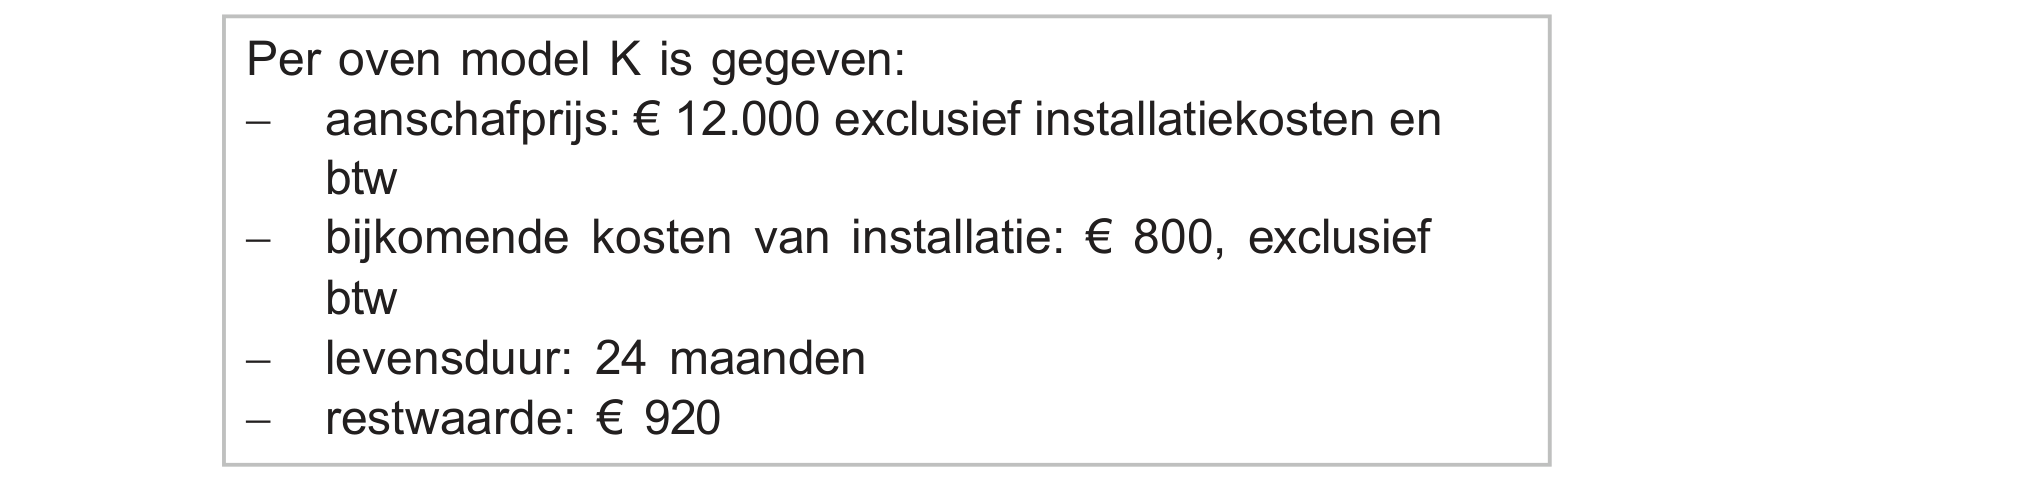 Per oven model K is gegeven:
– aanschafprijs: € 12.000 exclusief installatiekosten en
btw
– bijkomende kosten van installatie: € 800, exclusief
btw
– levensduur: 24 maanden
– restwaarde: € 920